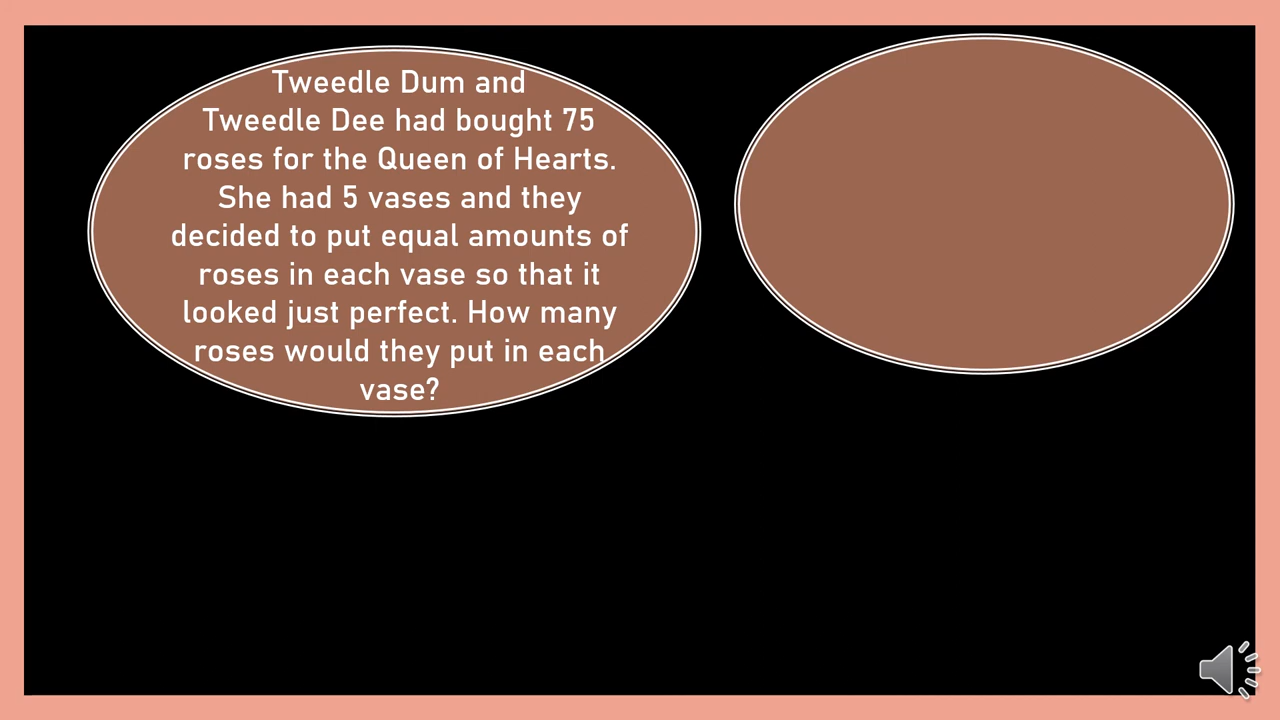 Tweedle Dum and
Tweedle Dee had bought 75
roses for the Queen of Hearts.
She had 5 vases and they
decided to put equal amounts of
roses in each vase so that it
looked just perfect. How many
roses would they put in each
vase?